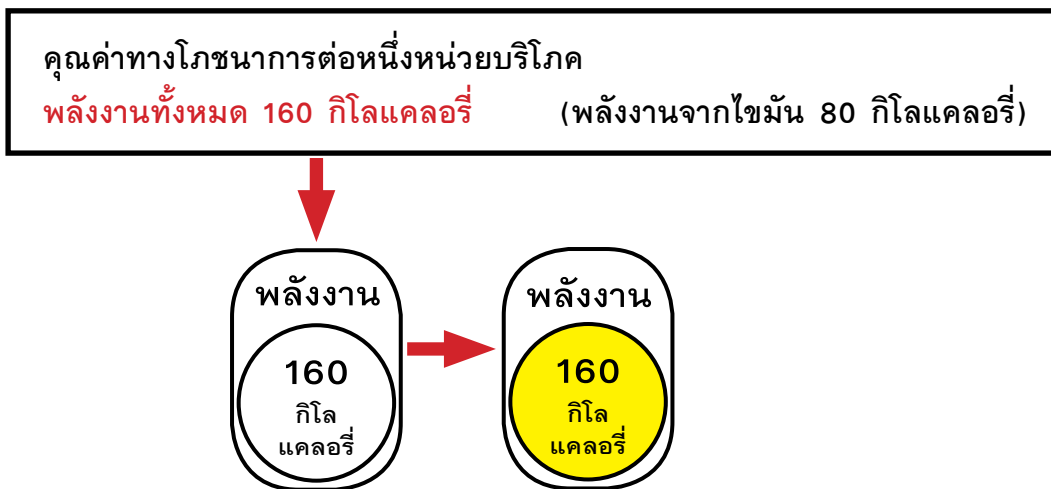 คุณค่าทางโภชนาการต่อหนึ่งหน่วยบริโภค
พลังงานทั้งหมด 160 กิโลแคลอรี่ (พลังงานจากไขมัน 80 กิโลแคลอรี่)
พลังงาน
160
กิโล
แคลอรี่
พลังงาน
160
กิโล
แคลอรี่